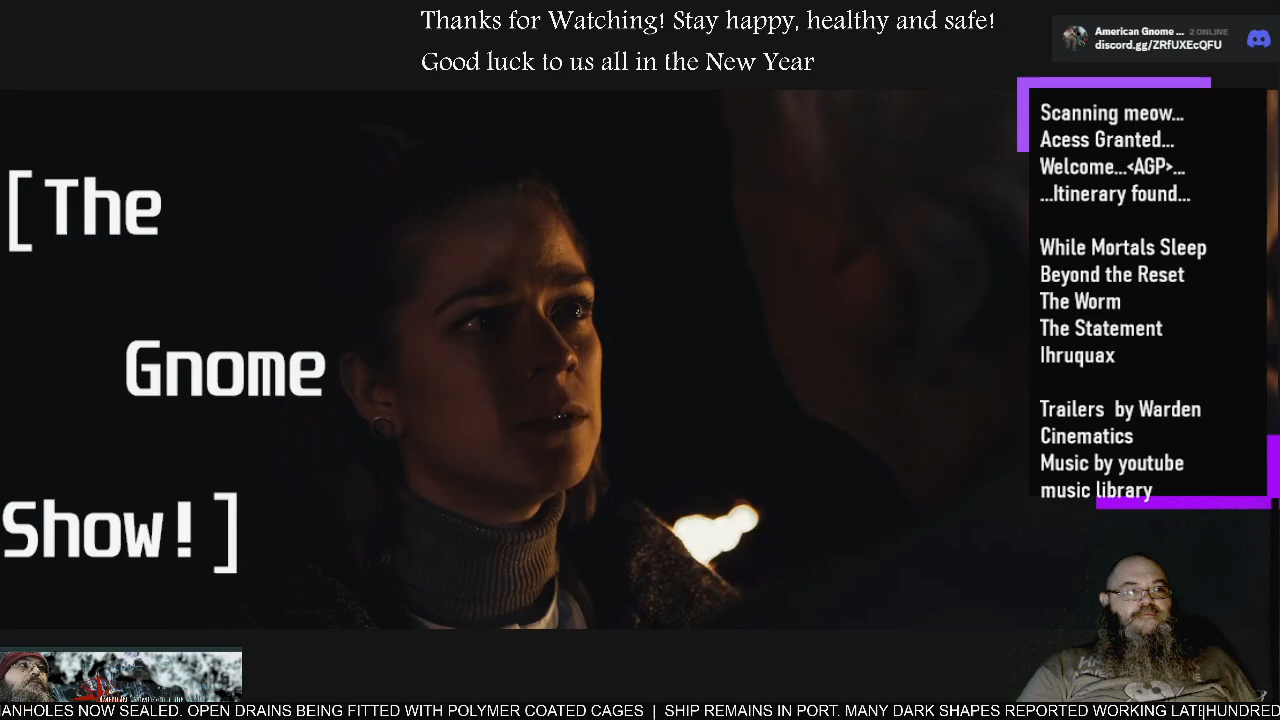 Thanks for Watching! Stay happy, healthy and safe!
Good luck to us all in the New Year
American Gnome ... 2 ONLINE
discord.gg/ZRfUXEcQFU
[The
Gnome
Show!]
Scanning meow...
Acess Granted...
Welcome...<AGP>...
...Itinerary found...
While Mortals Sleep
Beyond the Reset
The Worm
The Statement
Ihruquax
Trailers by Warden
Cinematics
Music by youtube
music library
ANHOLES NOW SEALED. OPEN DRAINS BEING FITTED WITH POLYMER COATED CAGES | SHIP REMAINS IN PORT. MANY DARK SHAPES REPORTED WORKING LATE
HUNDRED